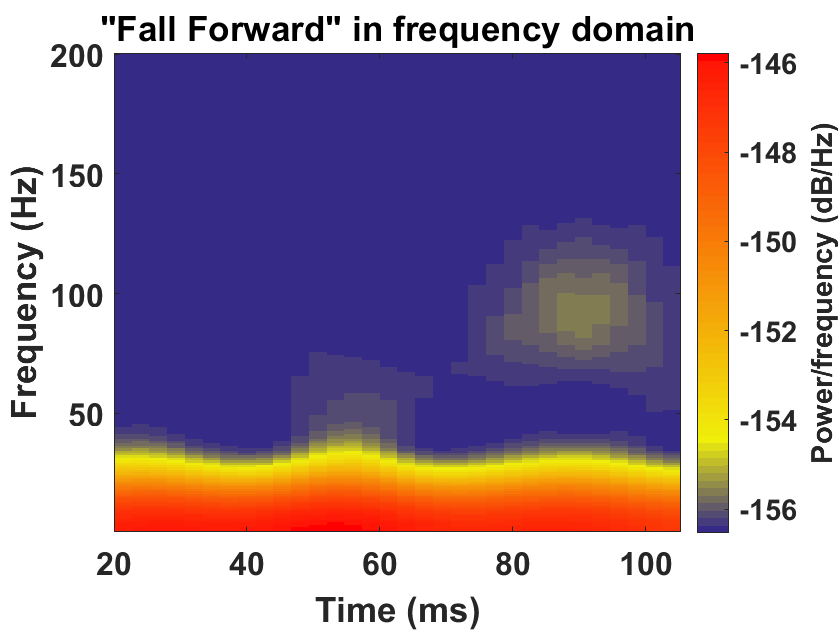 "Fall Forward" in frequency domain
200
150
100
50
Frequency (Hz)
20 40 60 80 100
Time (ms)
-146
-148
-150
-152
-154
-156
Power/frequency (dB/Hz)